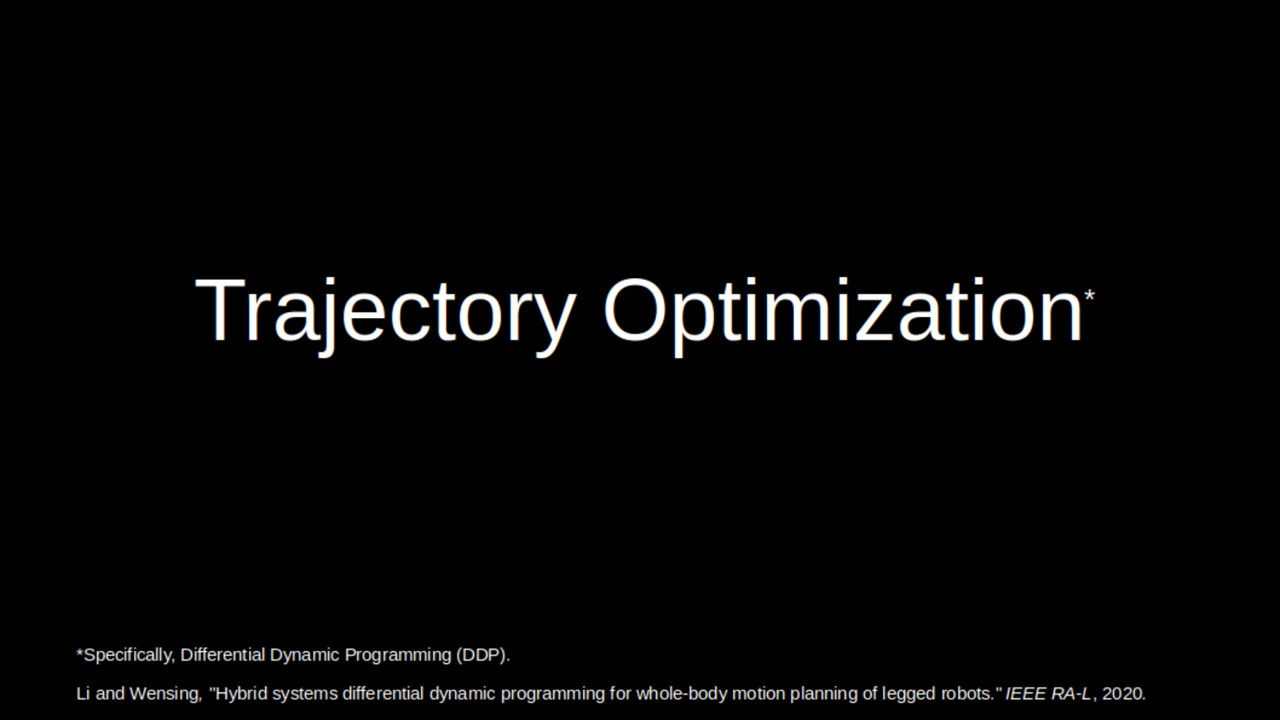 Trajectory Optimization*
*Specifically, Differential Dynamic Programming (DDP).
Li and Wensing, "Hybrid systems differential dynamic programming for whole-body motion planning of legged robots." IEEE RA-L, 2020.